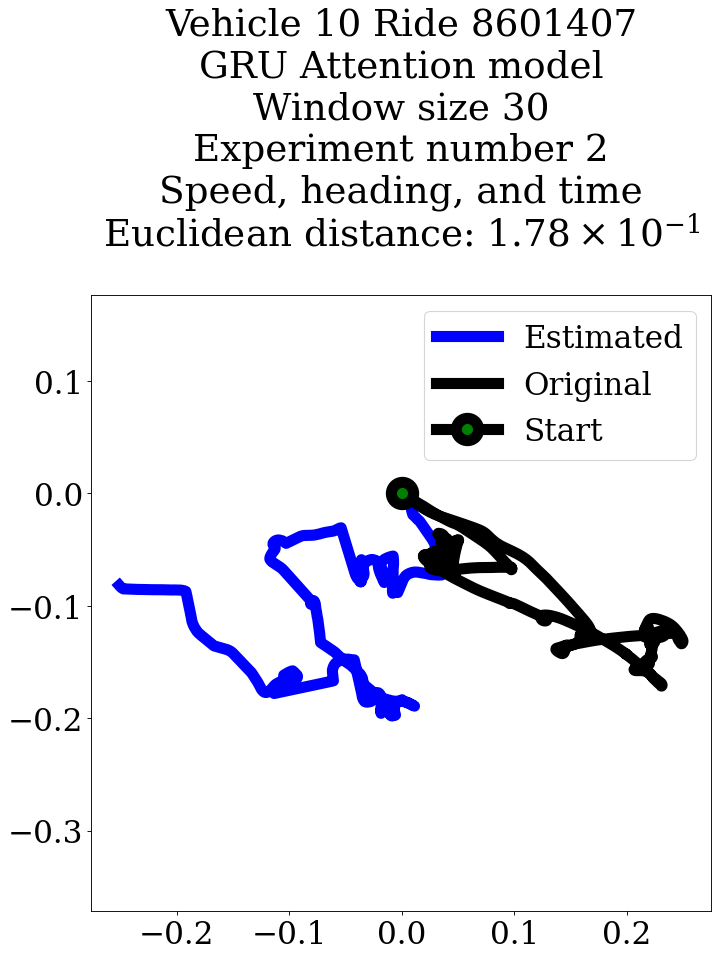 Vehicle 10 Ride 8601407
GRU Attention model
Window size 30
Experiment number 2
Speed, heading, and time
Euclidean distance: 1.78 × 10⁻¹
Estimated
Original
Start
0.1
0.0
−0.1
−0.2
−0.3
−0.2 −0.1 0.0 0.1 0.2